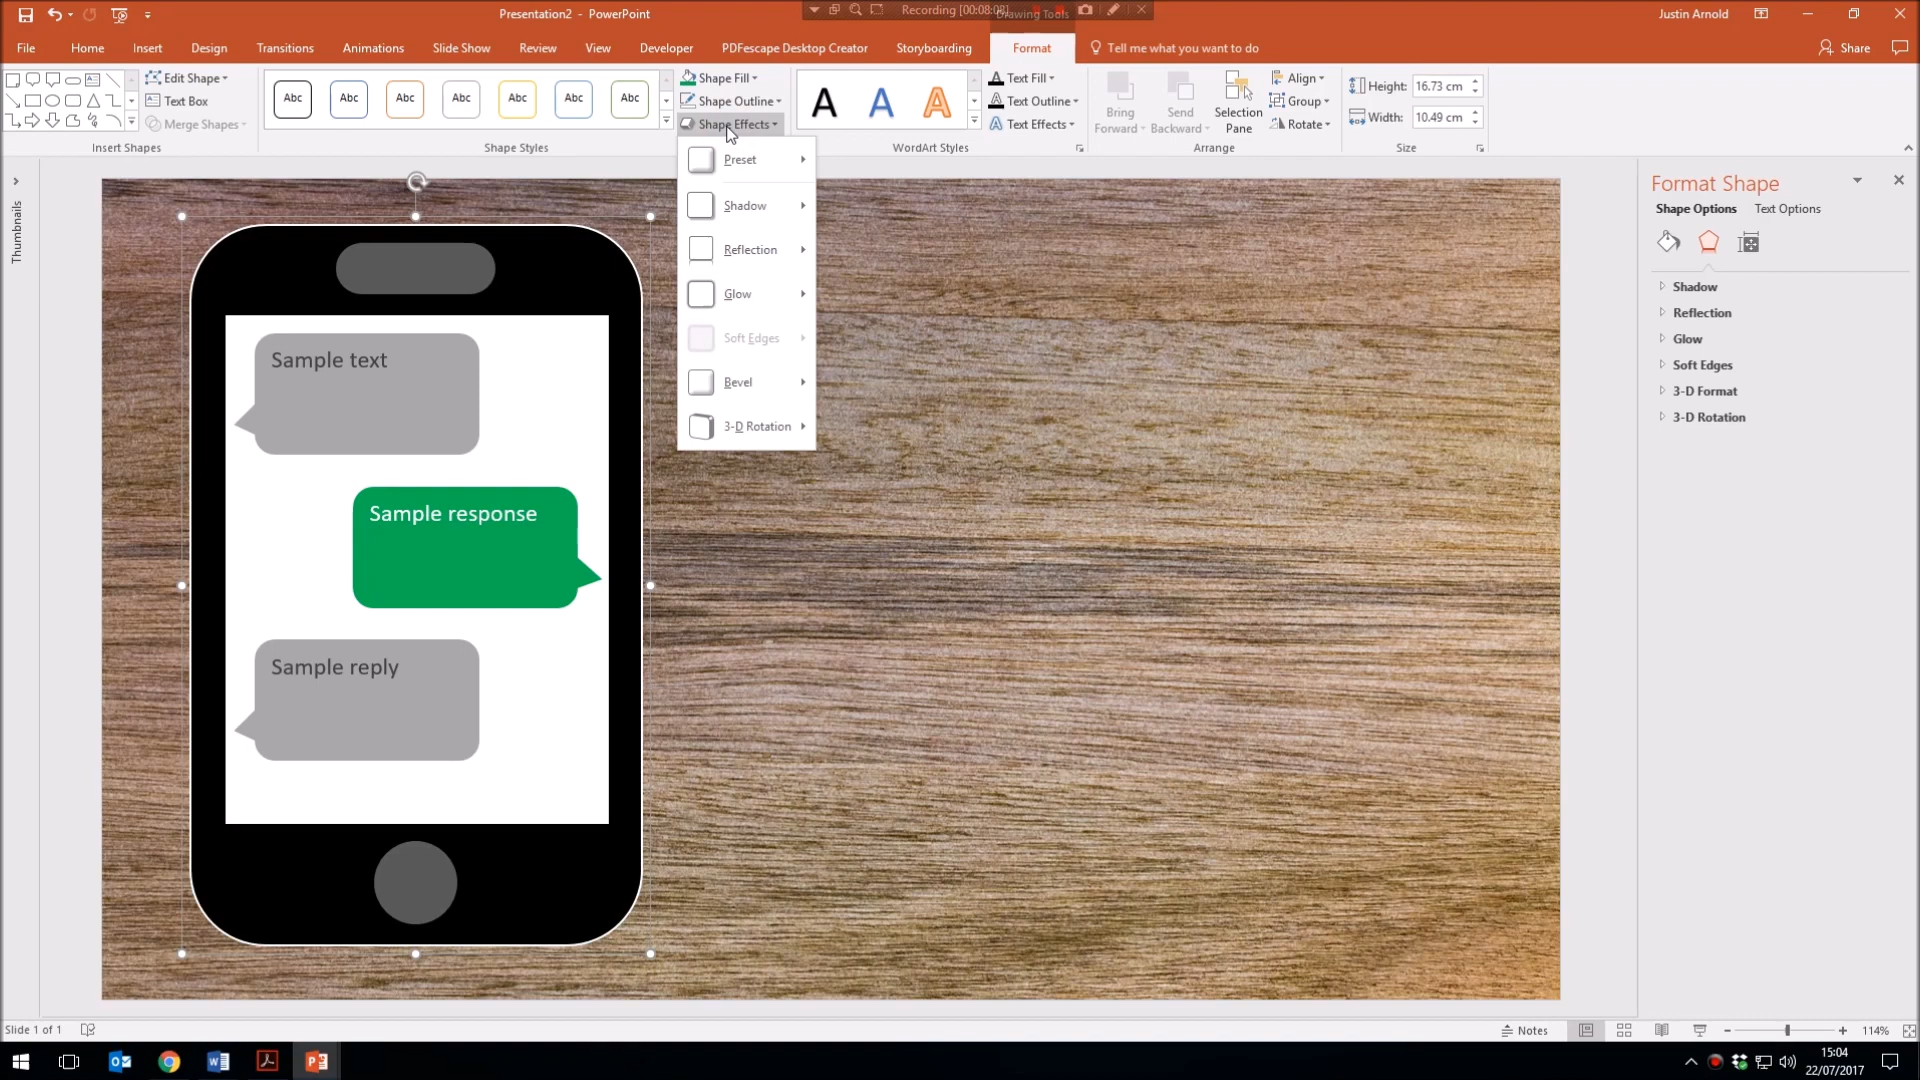 Presentation2 - PowerPoint
Recording [00:08:08]
Drawing Tools
Justin Arnold
File Home Insert Design Transitions Animations Slide Show Review View Developer PDFescape Desktop Creator Storyboarding Format Tell me what you want to do Share
Edit Shape
Text Box
Merge Shapes
Insert Shapes
Abc Abc Abc Abc Abc Abc Abc
Shape Styles
Shape Fill
Shape Outline
Shape Effects
A A A
WordArt Styles
Text Fill
Text Outline
Text Effects
Bring Forward
Send Backward
Selection Pane
Align
Group
Rotate
Arrange
Height: 16.73 cm
Width: 10.49 cm
Size
Preset
Shadow
Reflection
Glow
Soft Edges
Bevel
3-D Rotation
Thumbnails
Sample text
Sample response
Sample reply
Format Shape
Shape Options Text Options
Shadow
Reflection
Glow
Soft Edges
3-D Format
3-D Rotation
Slide 1 of 1
Notes
114%
15:04
22/07/2017